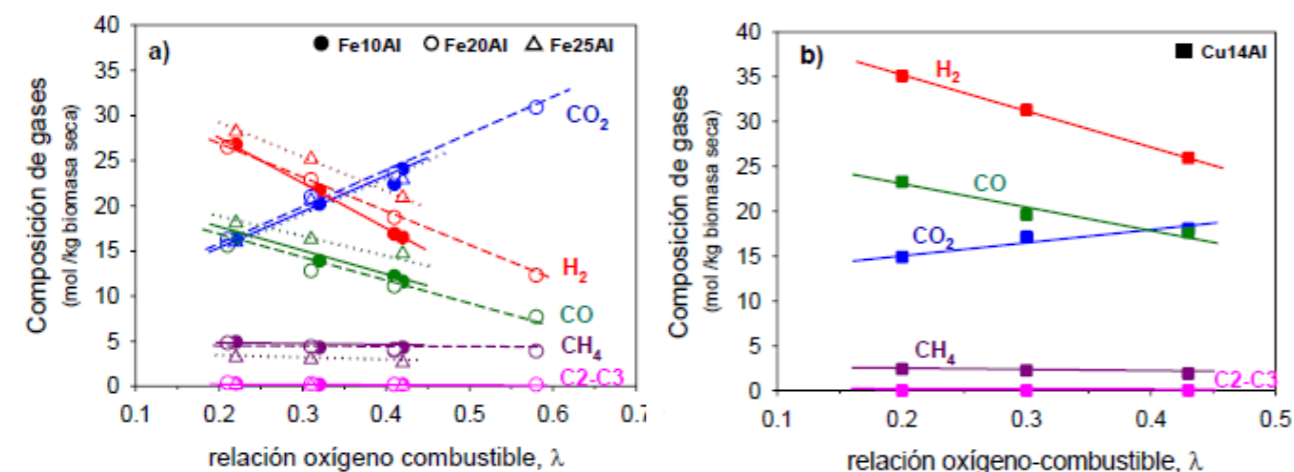 a)
Fe10Al Fe20Al Fe25Al
Composición de gases
(mol /kg biomasa seca)
40
35
30
25
20
15
10
5
0
CO2
H2
CO
CH4
C2-C3
0.1 0.2 0.3 0.4 0.5 0.6 0.7
relación oxígeno combustible, λ
b)
Cu14Al
Composición de gases
(mol /kg biomasa seca)
40
35
30
25
20
15
10
5
0
H2
CO
CO2
CH4
C2-C3
0.1 0.2 0.3 0.4 0.5
relación oxígeno-combustible, λ